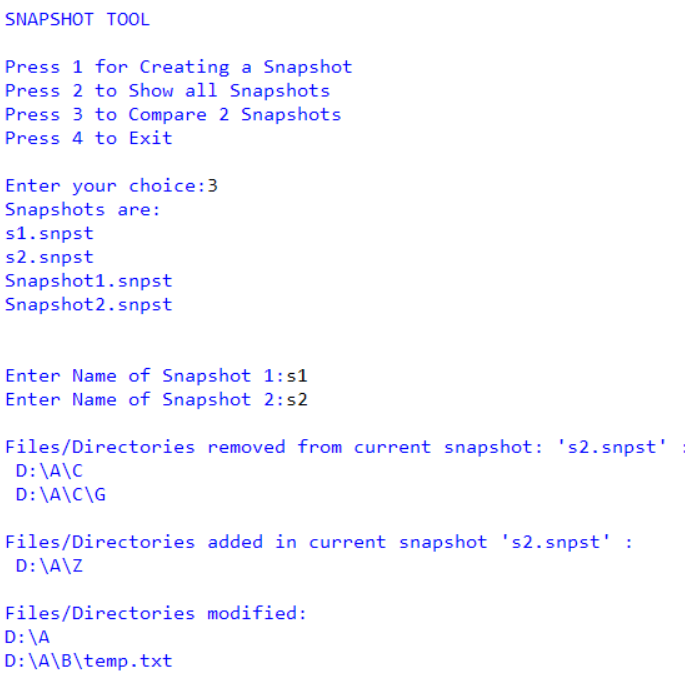 SNAPSHOT TOOL
Press 1 for Creating a Snapshot
Press 2 to Show all Snapshots
Press 3 to Compare 2 Snapshots
Press 4 to Exit
Enter your choice:3
Snapshots are:
s1.snpst
s2.snpst
Snapshot1.snpst
Snapshot2.snpst
Enter Name of Snapshot 1:s1
Enter Name of Snapshot 2:s2
Files/Directories removed from current snapshot: 's2.snpst' :
D:\A\C
D:\A\C\G
Files/Directories added in current snapshot 's2.snpst' :
D:\A\Z
Files/Directories modified:
D:\A
D:\A\B\temp.txt